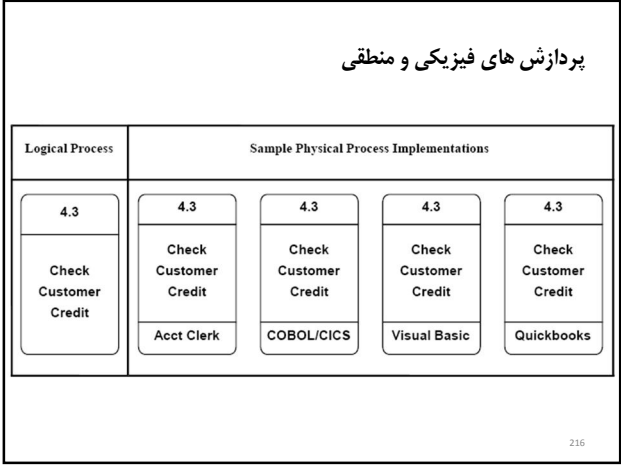 پردازش های فیزیکی و منطقی
Logical Process
Sample Physical Process Implementations
4.3
Check
Customer
Credit
4.3
Check
Customer
Credit
Acct Clerk
4.3
Check
Customer
Credit
COBOL/CICS
4.3
Check
Customer
Credit
Visual Basic
4.3
Check
Customer
Credit
Quickbooks
216